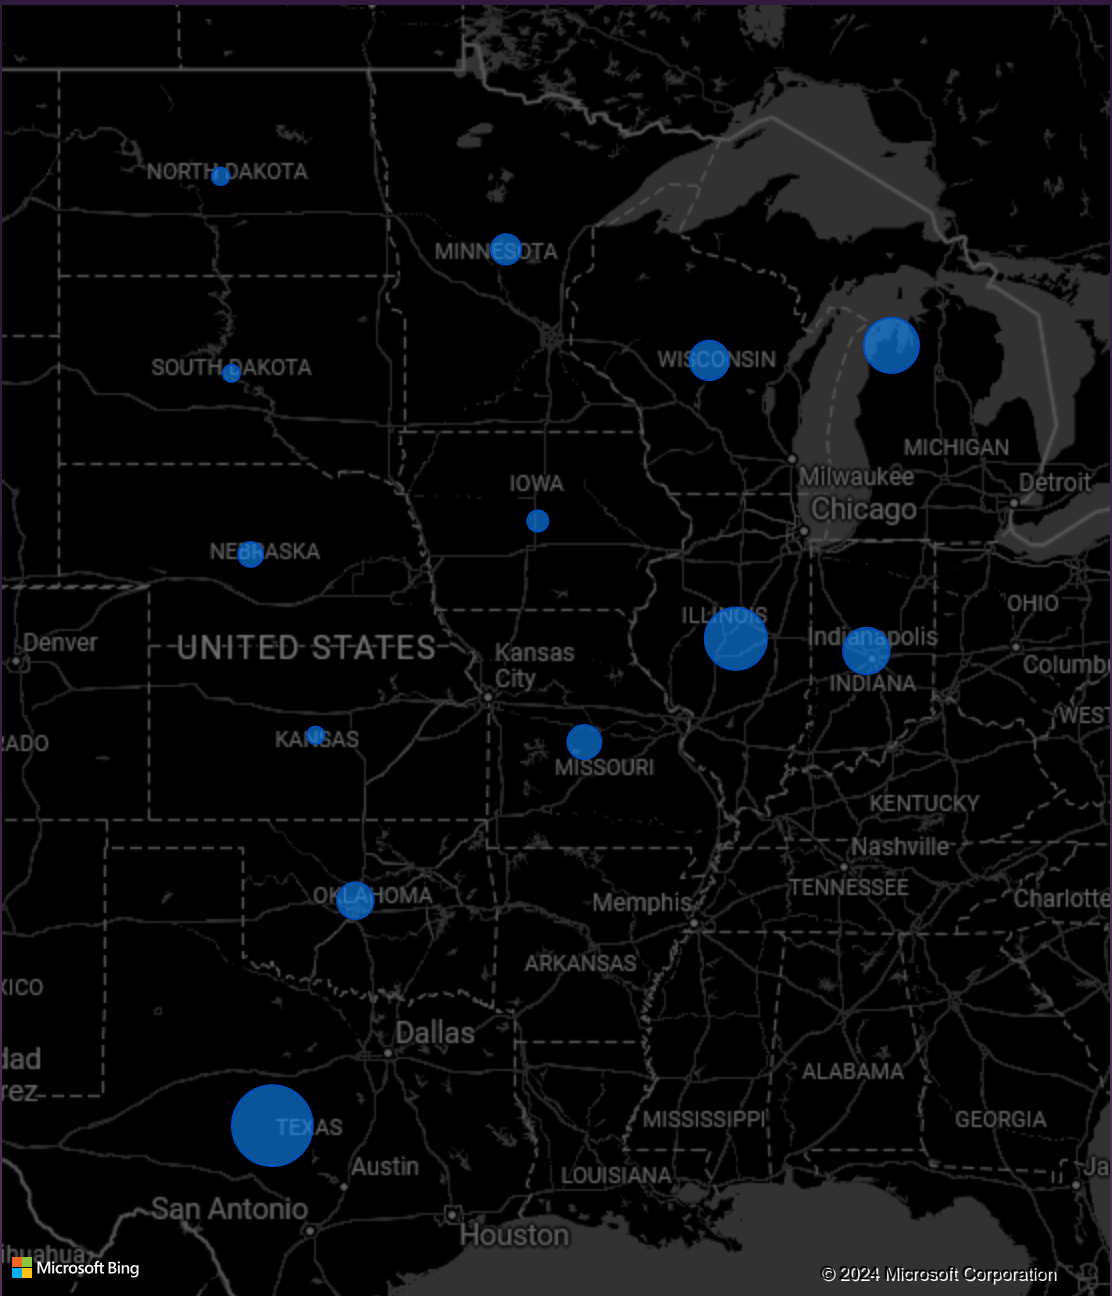 NORTH DAKOTA
MINNESOTA
SOUTH DAKOTA
WISCONSIN
MICHIGAN
Milwaukee
Detroit
IOWA
Chicago
NEBRASKA
OHIO
ILLINOIS
Indianapolis
Denver
UNITED STATES
Kansas
City
Columbu
INDIANA
WEST
KANSAS
RADO
MISSOURI
KENTUCKY
Nashville
TENNESSEE
OKLAHOMA
Memphis
Charlotte
ARKANSAS
XICO
Dallas
dad
rez
ALABAMA
MISSISSIPPI
GEORGIA
TEXAS
Austin
LOUISIANA
Ja
San Antonio
Houston
ihuahua
Microsoft Bing
© 2024 Microsoft Corporation